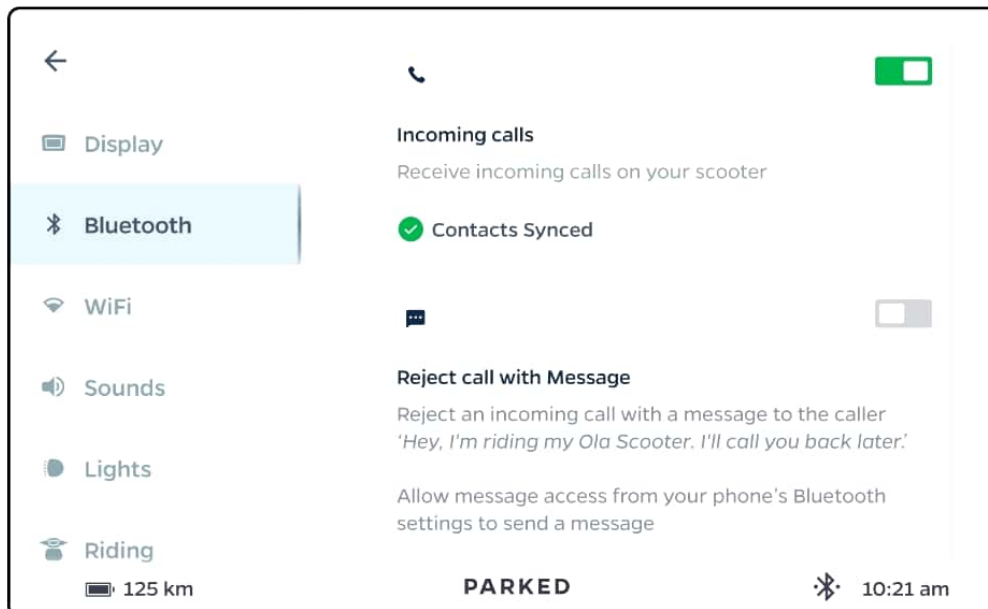 Display
Bluetooth
WiFi
Sounds
Lights
Riding
Incoming calls
Receive incoming calls on your scooter
Contacts Synced
Reject call with Message
Reject an incoming call with a message to the caller
‘Hey, I'm riding my Ola Scooter. I'll call you back later.’
Allow message access from your phone's Bluetooth
settings to send a message
125 km
PARKED
10:21 am